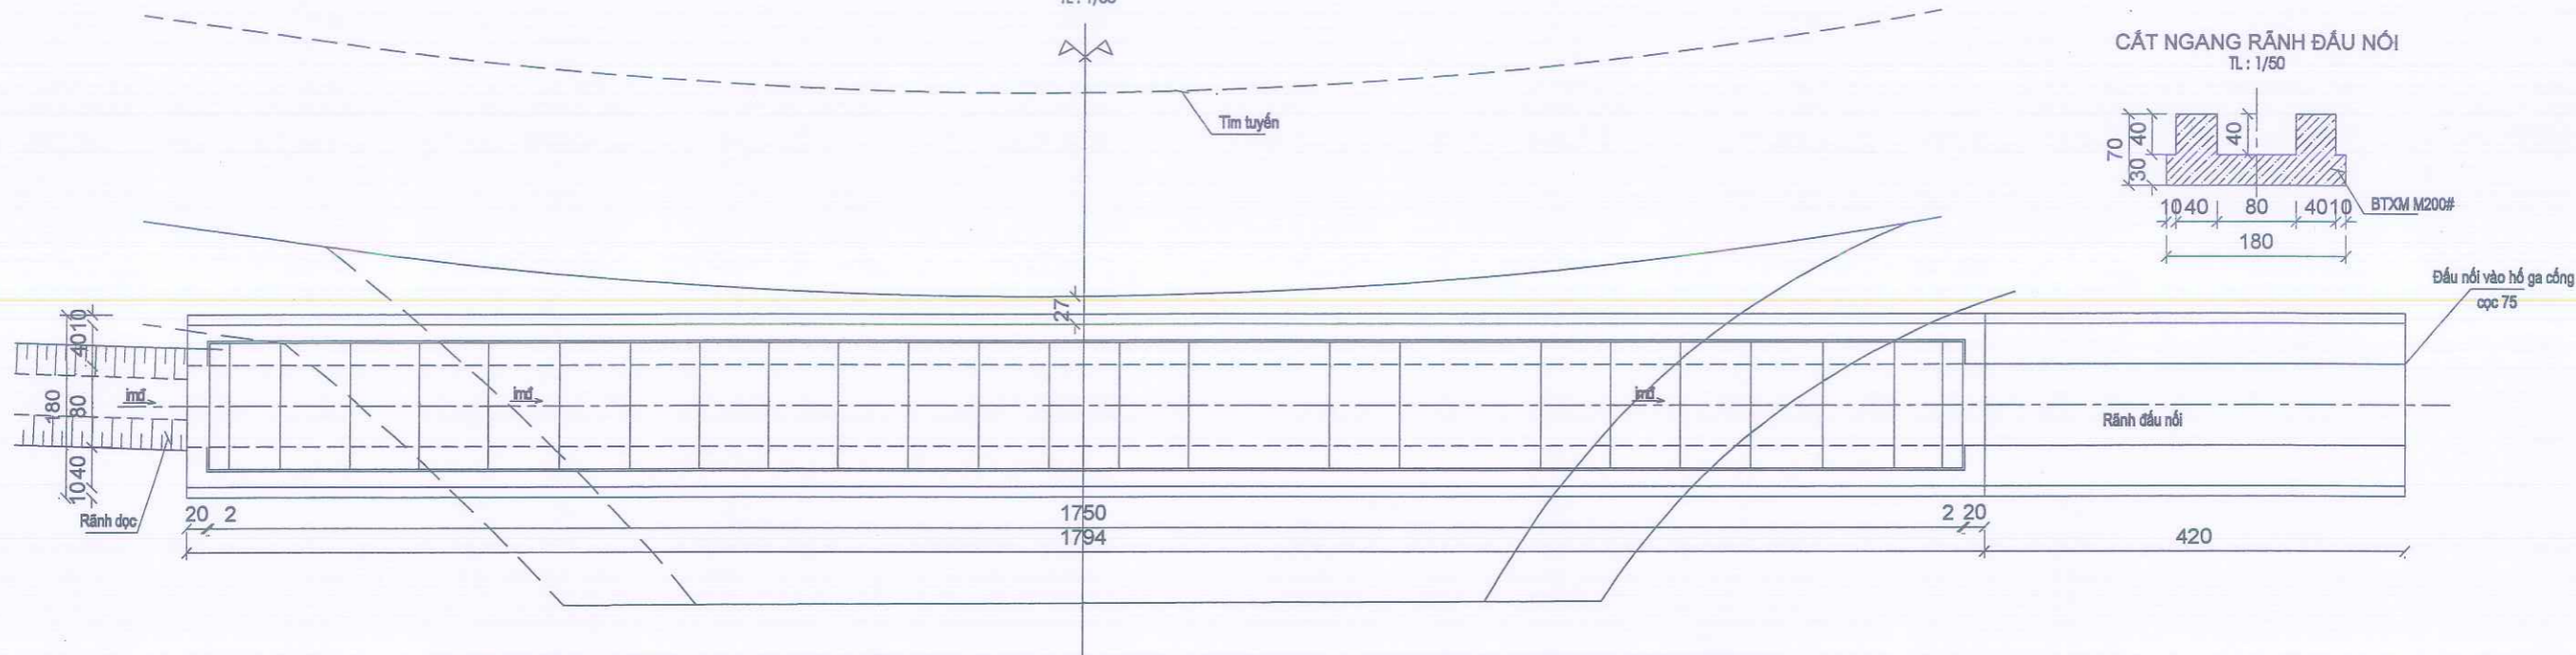 CẮT NGANG RÃNH ĐẤU NỐI
TL : 1/50
Tim tuyến
70
40
30
40
10 40 80 40 10
180
BTXM M200#
Đấu nối vào hố ga cống
cọc 75
27
10
40
180
80
40
10
imđ
imđ
imđ
Rãnh đấu nối
Rãnh dọc
20 2 1750 2 20
1794
420